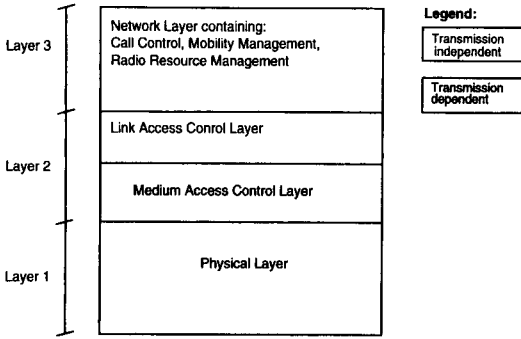 Layer 3
Network Layer containing:
Call Control, Mobility Management,
Radio Resource Management
Layer 2
Link Access Conrol Layer
Medium Access Control Layer
Layer 1
Physical Layer
Legend:
Transmission
independent
Transmission
dependent